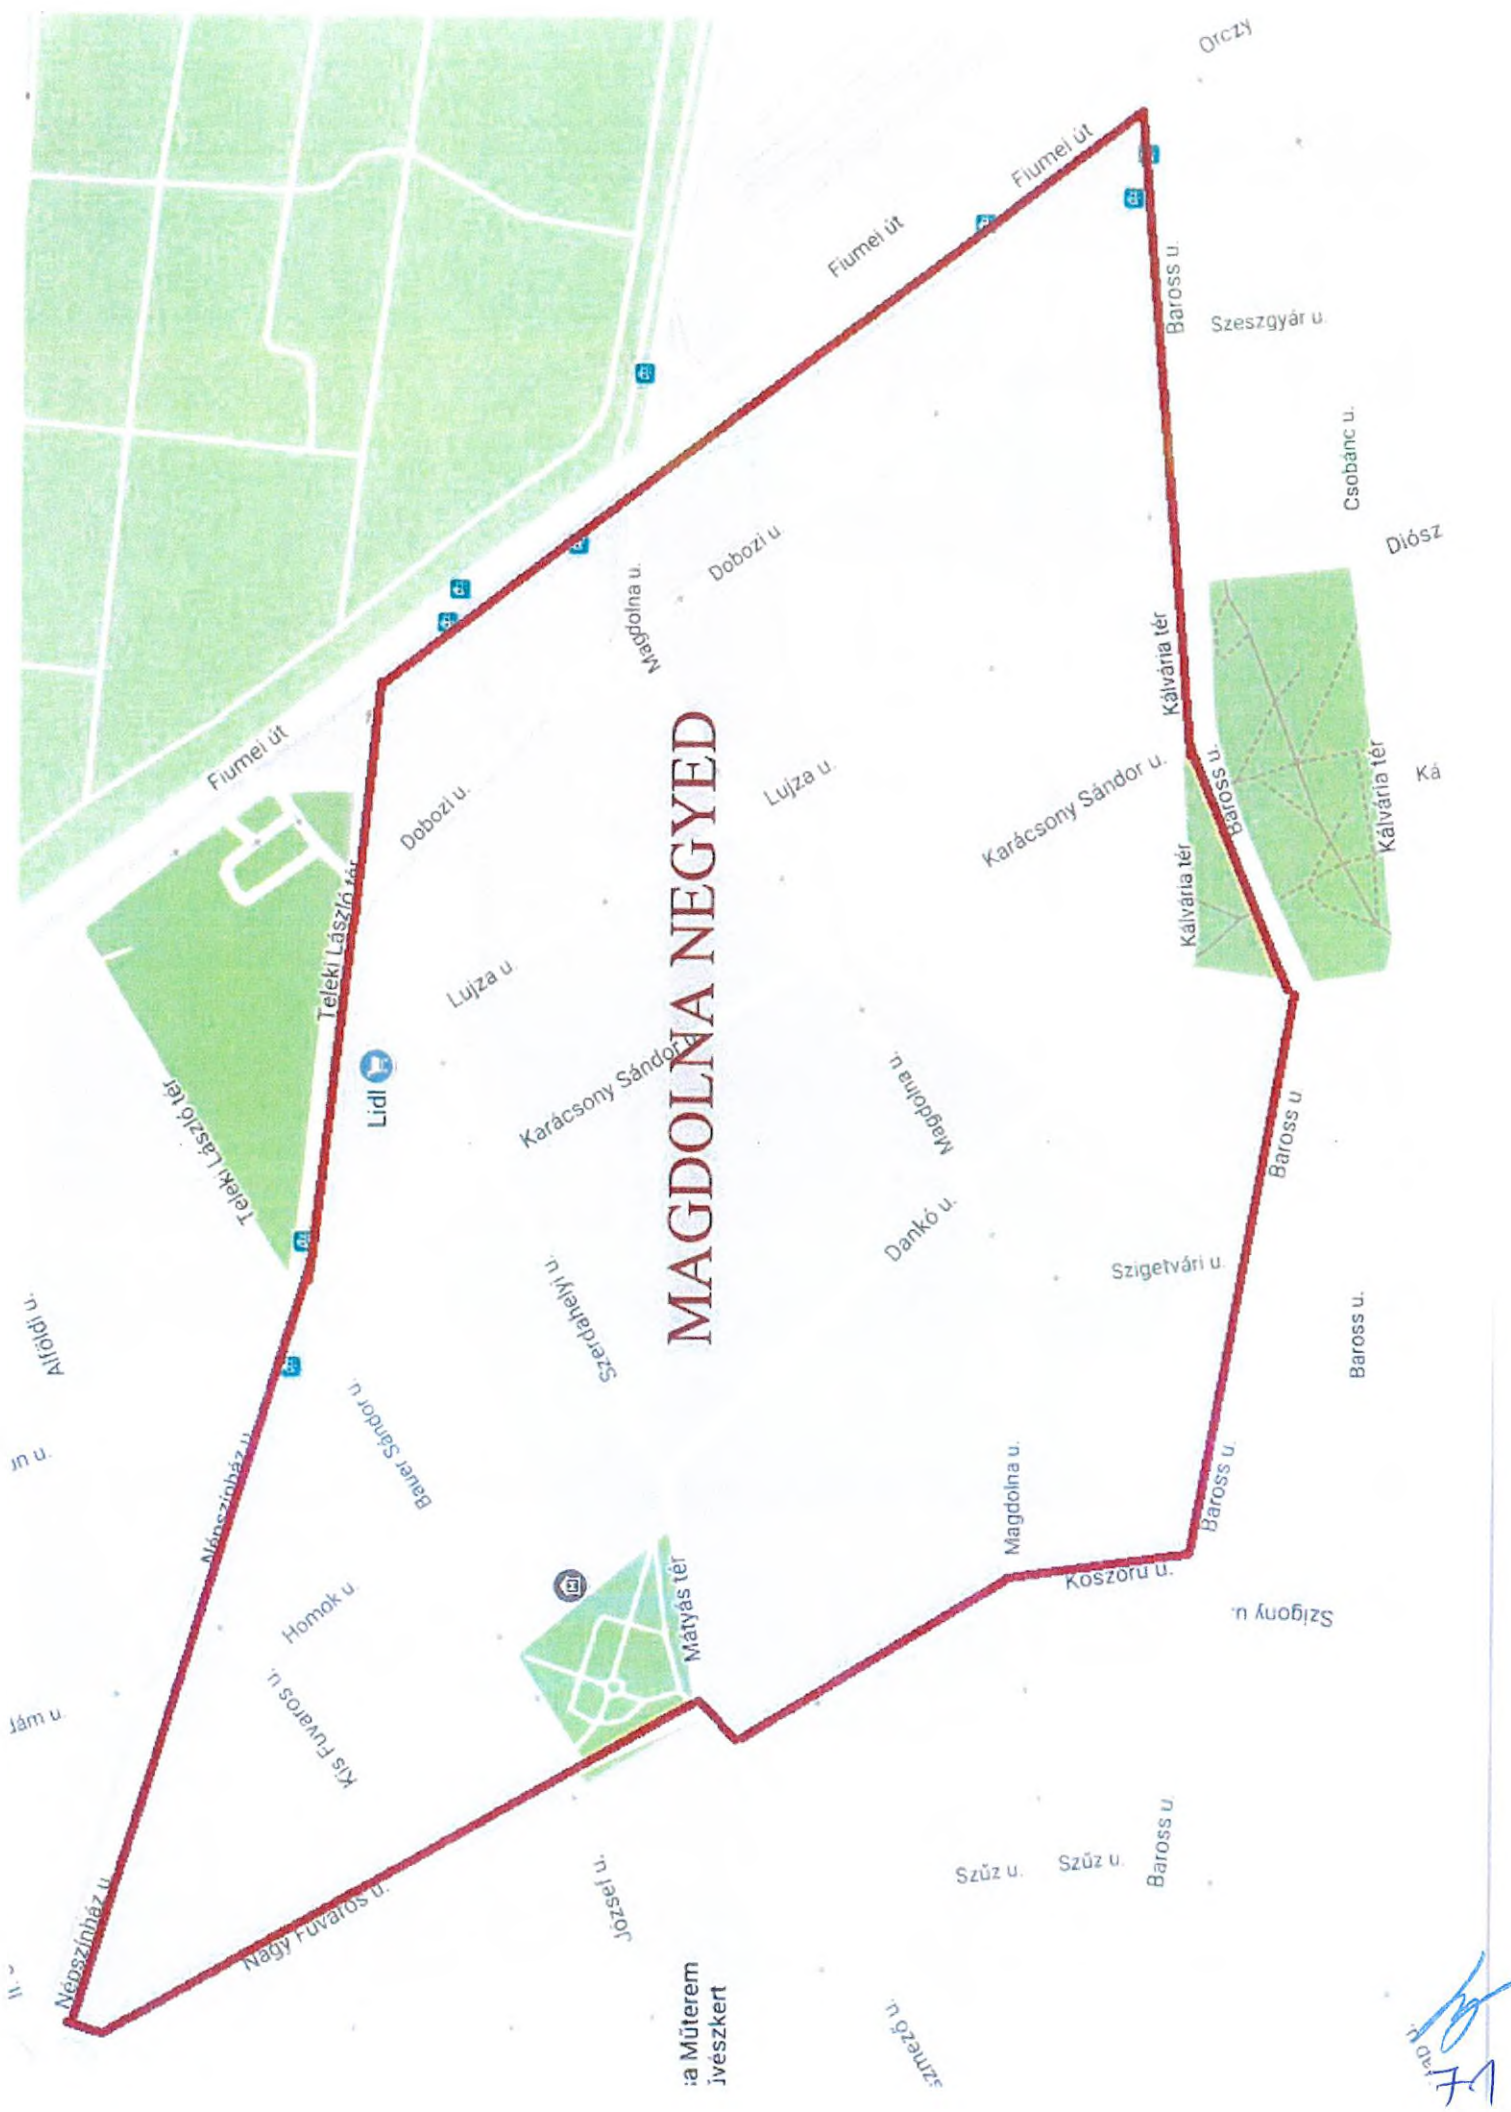 Népszínház u.
Nagy Fuvaros u.
Kis Fuvaros u.
Homok u.
Népszínház u.
Bauer Sándor u.
Alföldi u.
Teleki László tér
Teleki László tér
Fiumei út
Lidl
Dobozi u.
Lujza u.
Karácsony Sándor u.
Szerdahelyi u.
Mátyás tér
József u.
MAGDOLNA NEGYED
Magdolna u.
Dobozi u.
Lujza u.
Fiumei út
Fiumei út
Orczy
Karácsony Sándor u.
Magdolna u.
Dankó u.
Szigetvári u.
Magdolna u.
Koszorú u.
Szigony u.
Baross u.
Baross u
Baross u.
Kálvária tér
Baross u.
Kálvária tér
Kálvária tér
Baross u.
Szeszgyár u.
Csobánc u.
Diósz
Ká
Szűz u.
Szűz u.
Baross u.
a Műterem
vészkert
szmező u.